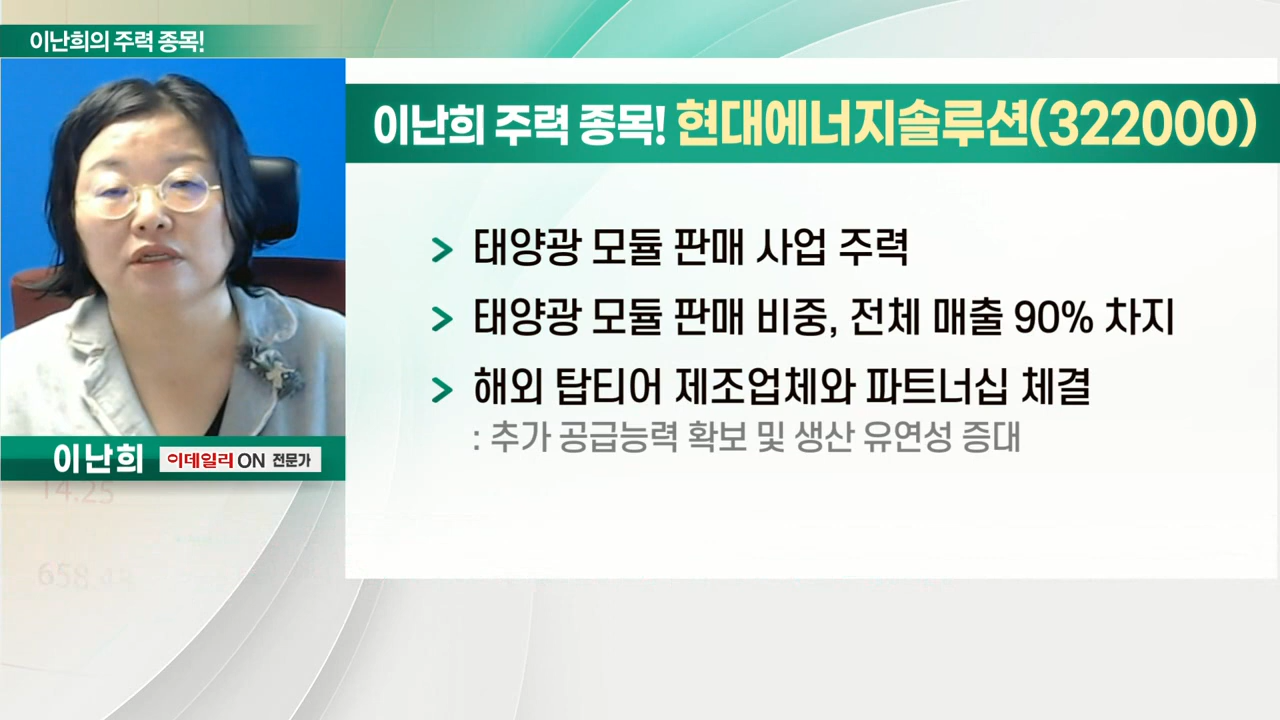 이난희의 주력 종목!
이난희 주력 종목! 현대에너지솔루션(322000)
> 태양광 모듈 판매 사업 주력
> 태양광 모듈 판매 비중, 전체 매출 90% 차지
> 해외 탑티어 제조업체와 파트너십 체결
: 추가 공급능력 확보 및 생산 유연성 증대
이난희 이데일리 ON 전문가
14.25